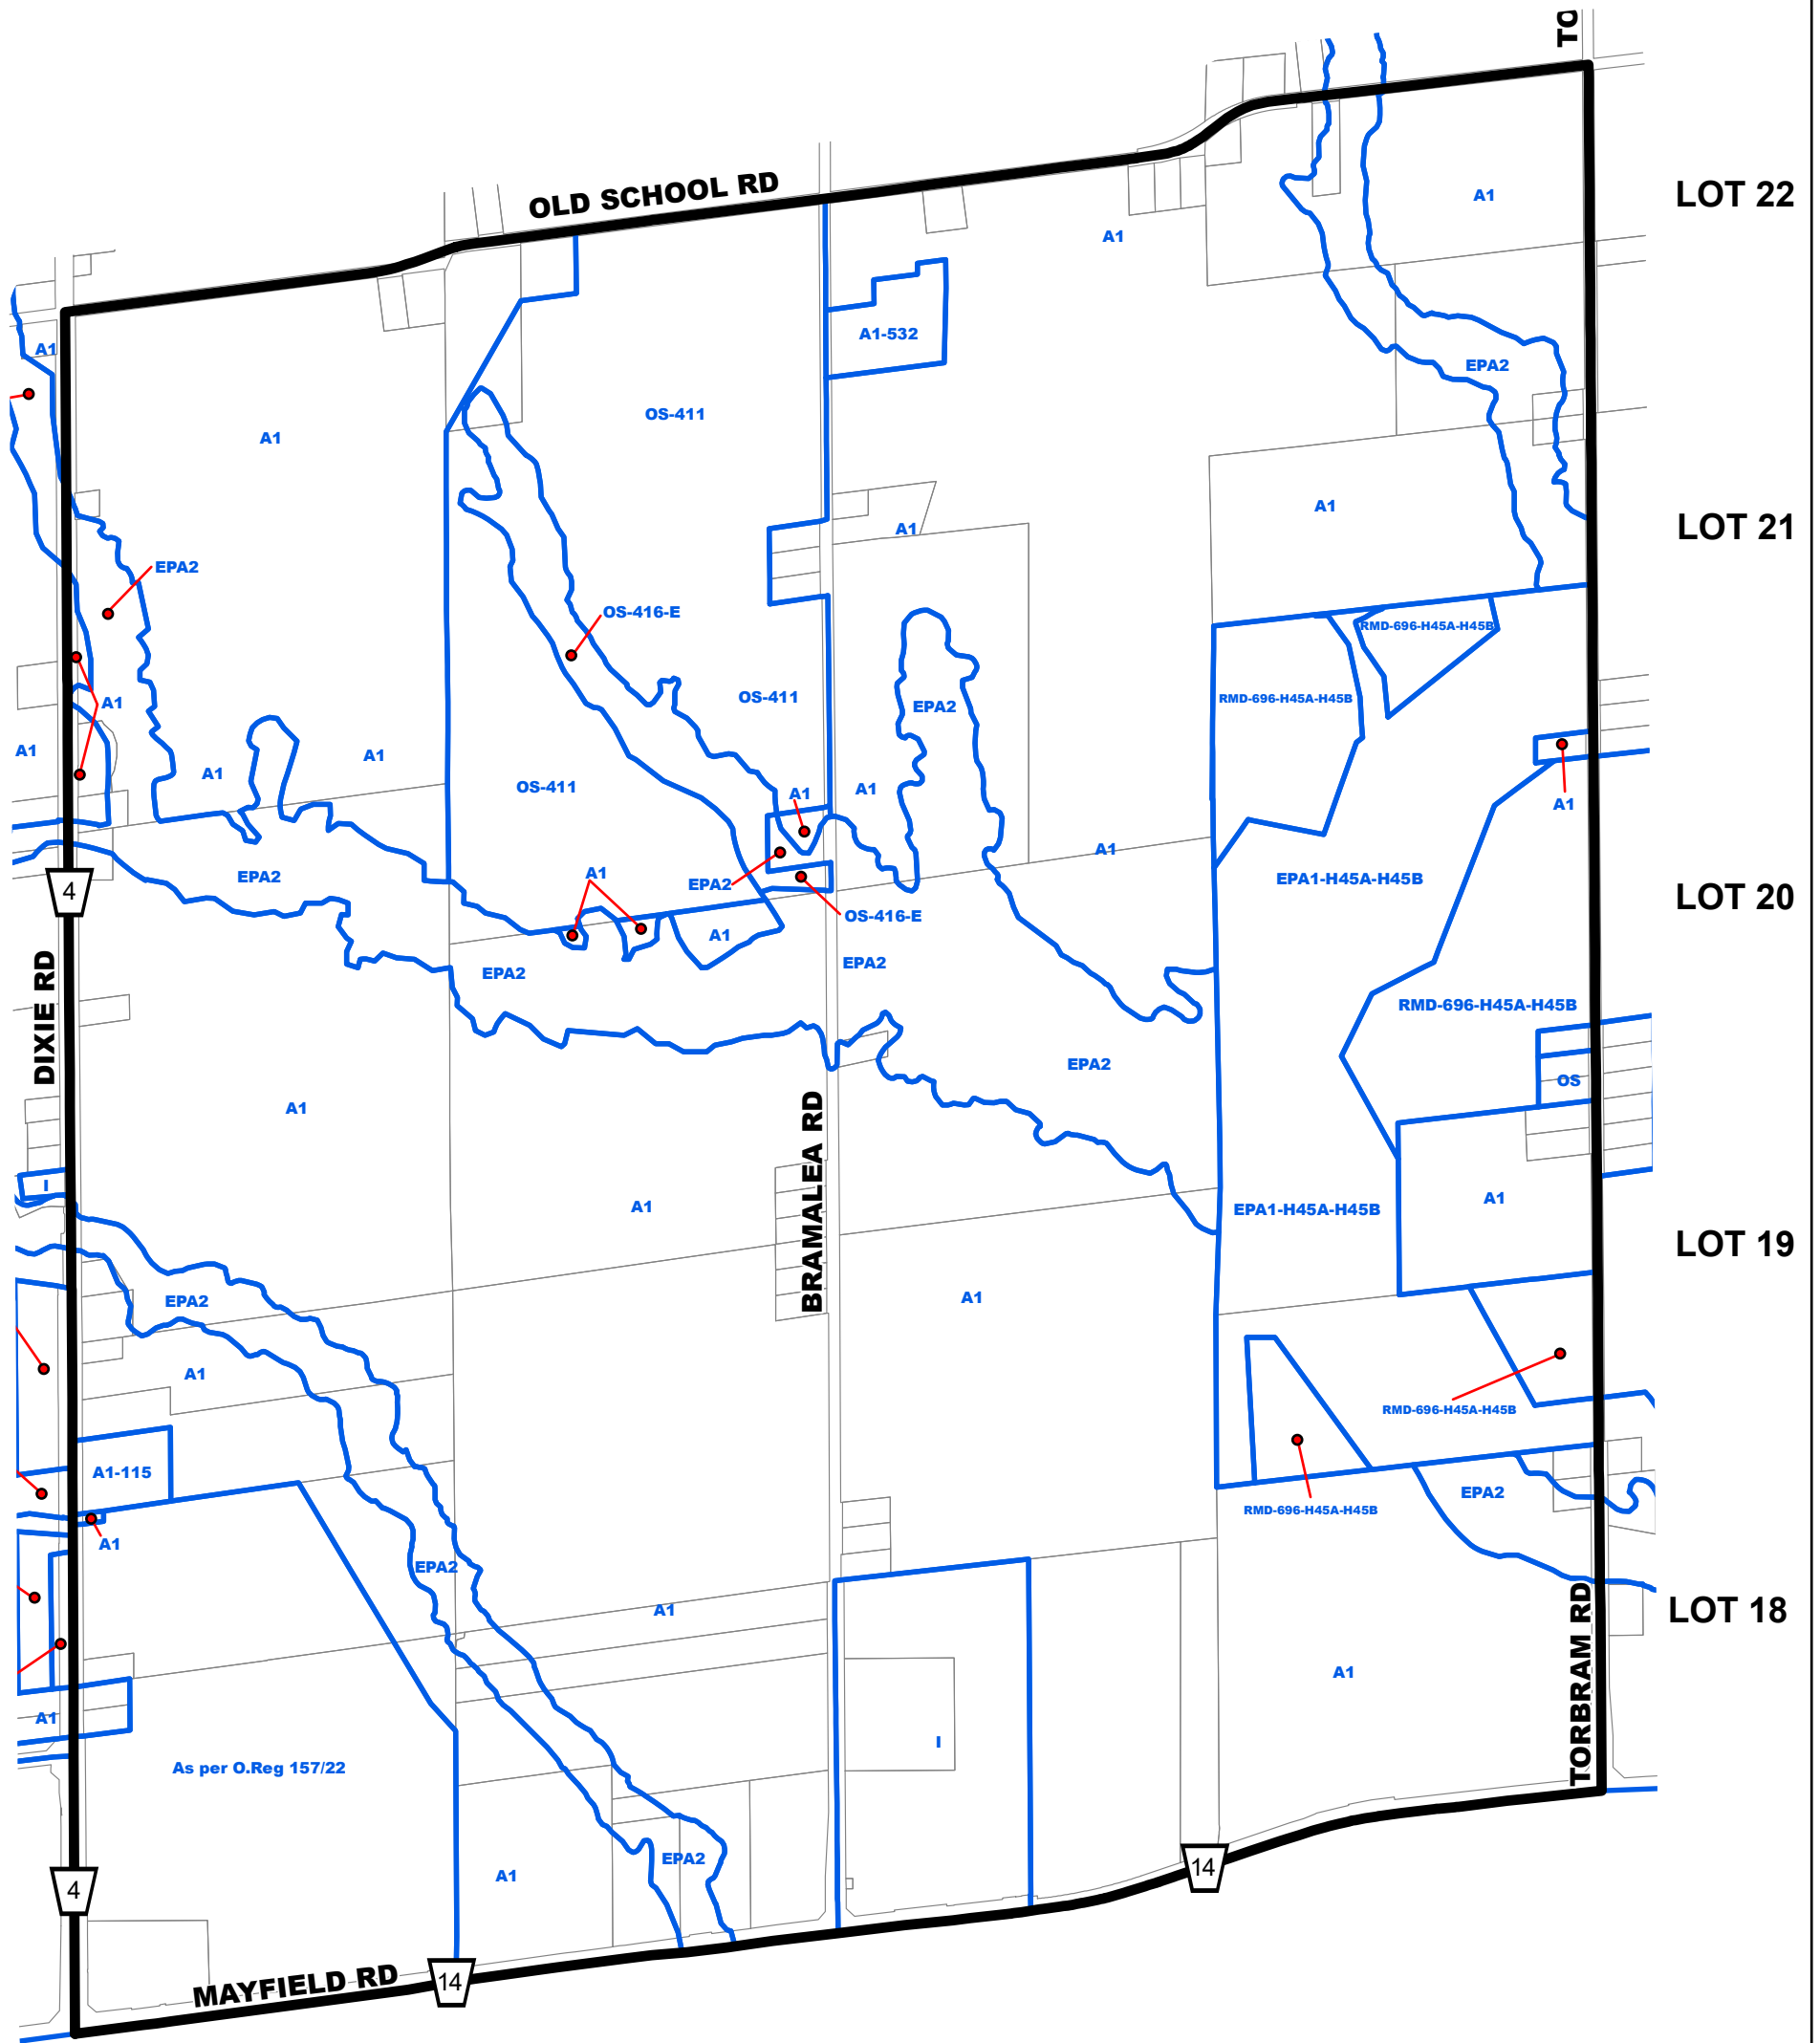 TO
LOT 22
OLD SCHOOL RD
A1
A1
A1-532
A1
EPA2
OS-411
A1
A1
A1
LOT 21
EPA2
OS-416-E
RMD-696-H45A-H45B
OS-411
RMD-696-H45A-H45B
A1
EPA2
A1
A1
A1
OS-411
A1
A1
A1
A1
EPA2
A1
EPA2
A1
EPA1-H45A-H45B
LOT 20
OS-416-E
A1
4
EPA2
EPA2
RMD-696-H45A-H45B
DIXIE RD
EPA2
OS
A1
BRAMALEA RD
I
A1
EPA1-H45A-H45B
A1
LOT 19
EPA2
A1
A1
RMD-696-H45A-H45B
A1-115
EPA2
RMD-696-H45A-H45B
A1
EPA2
A1
LOT 18
A1
TORBRAM RD
A1
As per O.Reg 157/22
I
EPA2
14
A1
4
14
MAYFIELD RD